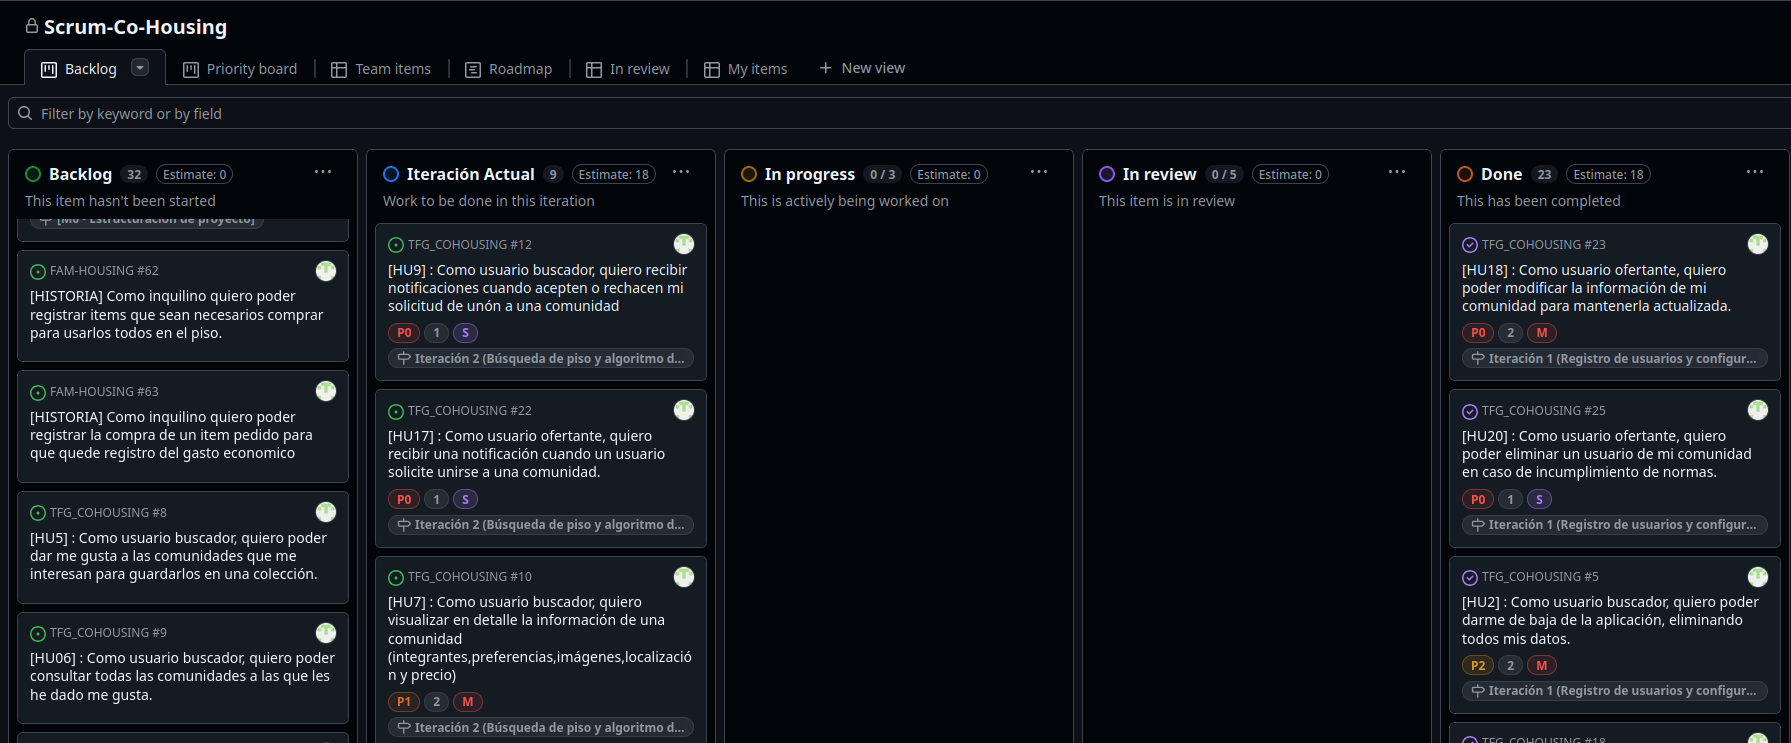 Scrum-Co-Housing
Backlog
Priority board
Team items
Roadmap
In review
My items
New view
Filter by keyword or by field
Backlog 32 Estimate: 0
This item hasn't been started
[M0 - Estructuración de proyecto]
FAM-HOUSING #62
[HISTORIA] Como inquilino quiero poder
registrar items que sean necesarios comprar
para usarlos todos en el piso.
FAM-HOUSING #63
[HISTORIA] Como inquilino quiero poder
registrar la compra de un item pedido para
que quede registro del gasto economico
TFG_COHOUSING #8
[HU5] : Como usuario buscador, quiero poder
dar me gusta a las comunidades que me
interesan para guardarlos en una colección.
TFG_COHOUSING #9
[HU06] : Como usuario buscador, quiero poder
consultar todas las comunidades a las que les
he dado me gusta.
Iteración Actual 9 Estimate: 18
Work to be done in this iteration
TFG_COHOUSING #12
[HU9] : Como usuario buscador, quiero recibir
notificaciones cuando acepten o rechacen mi
solicitud de unón a una comunidad
P0 1 S
Iteración 2 (Búsqueda de piso y algoritmo d...
TFG_COHOUSING #22
[HU17] : Como usuario ofertante, quiero
recibir una notificación cuando un usuario
solicite unirse a una comunidad.
P0 1 S
Iteración 2 (Búsqueda de piso y algoritmo d...
TFG_COHOUSING #10
[HU7] : Como usuario buscador, quiero
visualizar en detalle la información de una
comunidad
(integrantes,preferencias,imágenes,localizació
n y precio)
P1 2 M
Iteración 2 (Búsqueda de piso y algoritmo d...
In progress 0 / 3 Estimate: 0
This is actively being worked on
In review 0 / 5 Estimate: 0
This item is in review
Done 23 Estimate: 18
This has been completed
TFG_COHOUSING #23
[HU18] : Como usuario ofertante, quiero
poder modificar la información de mi
comunidad para mantenerla actualizada.
P0 2 M
Iteración 1 (Registro de usuarios y configur...
TFG_COHOUSING #25
[HU20] : Como usuario ofertante, quiero
poder eliminar un usuario de mi comunidad
en caso de incumplimiento de normas.
P0 1 S
Iteración 1 (Registro de usuarios y configur...
TFG_COHOUSING #5
[HU2] : Como usuario buscador, quiero poder
darme de baja de la aplicación, eliminando
todos mis datos.
P2 2 M
Iteración 1 (Registro de usuarios y configur...
TFG_COHOUSING #18